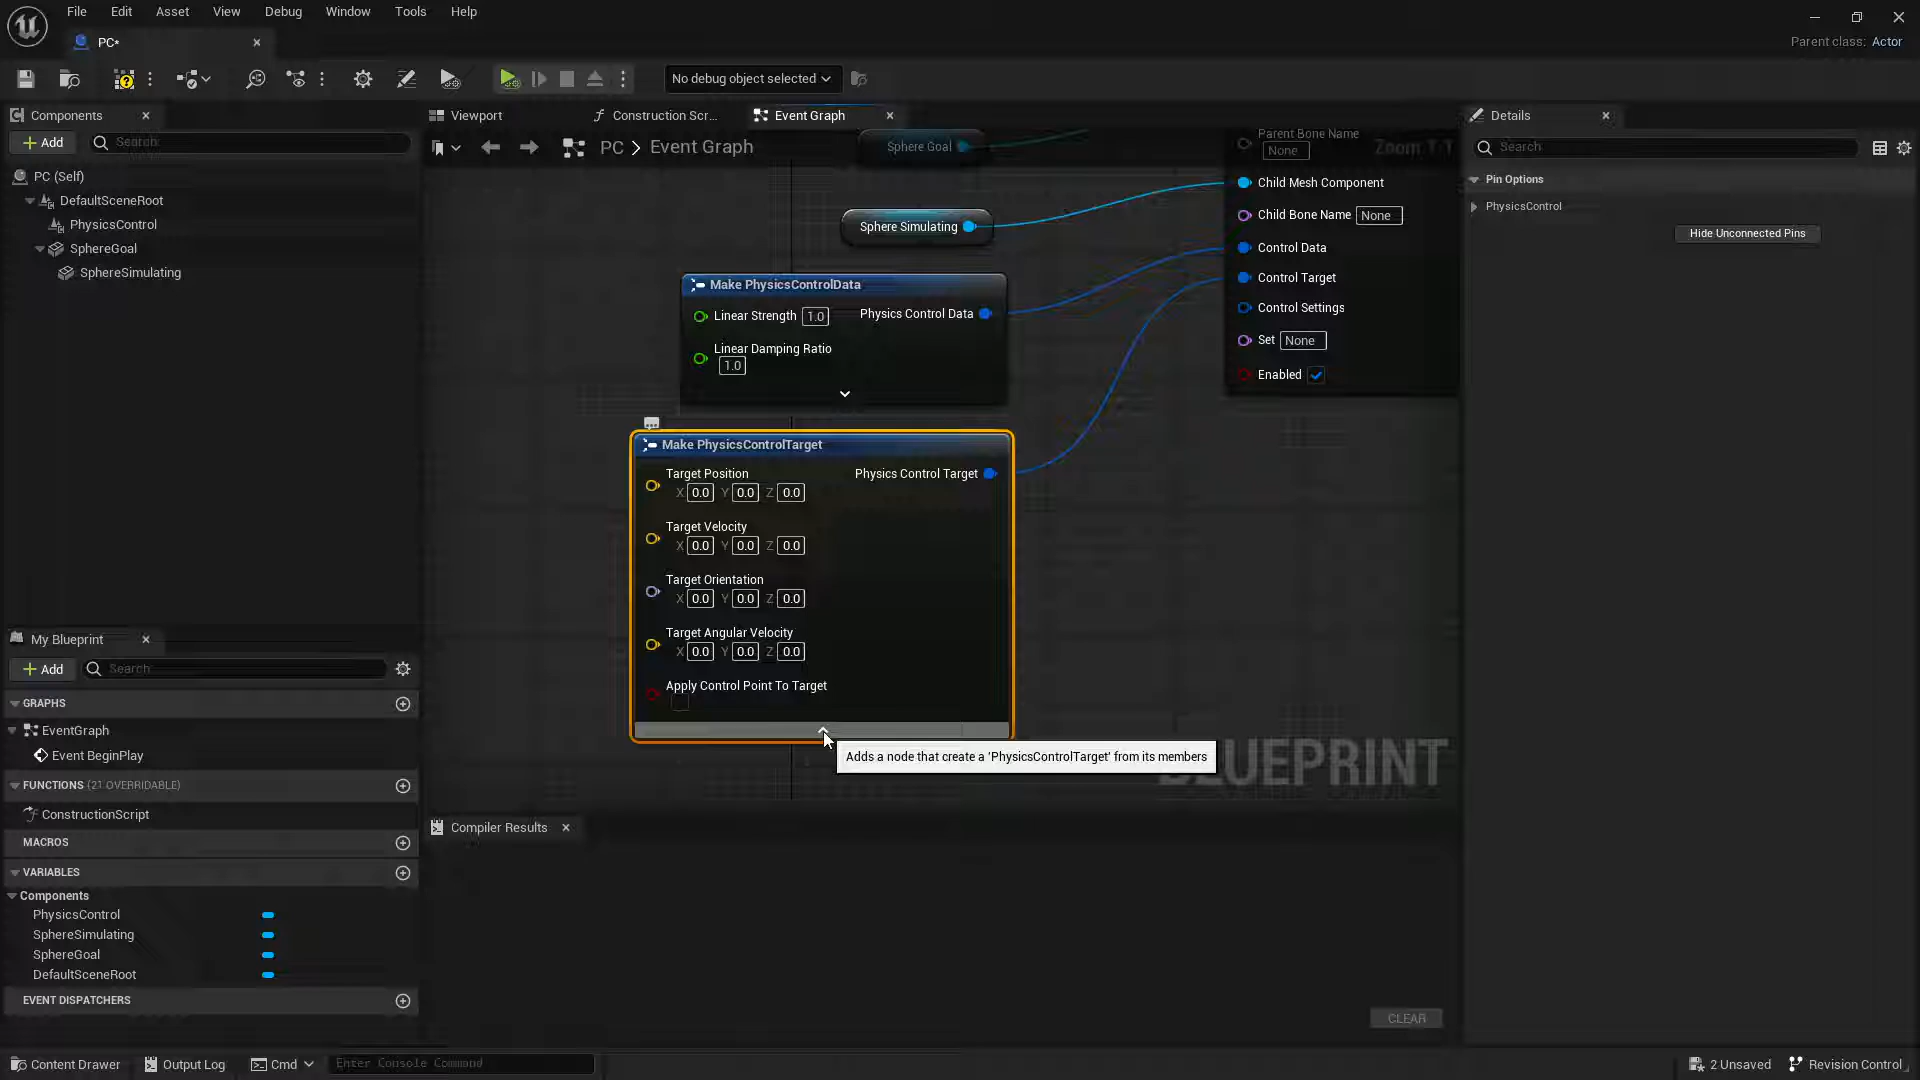 File Edit Asset View Debug Window Tools Help
PC*
Parent class: Actor
No debug object selected
Components
Viewport
Construction Scr...
Event Graph
Details
Add
Search
PC > Event Graph
Search
PC (Self)
DefaultSceneRoot
PhysicsControl
SphereGoal
SphereSimulating
Pin Options
PhysicsControl
Hide Unconnected Pins
Sphere Goal
Sphere Simulating
Parent Bone Name
None
Child Mesh Component
Child Bone Name None
Control Data
Control Target
Control Settings
Set None
Enabled
Make PhysicsControlData
Linear Strength 1.0
Physics Control Data
Linear Damping Ratio
1.0
Make PhysicsControlTarget
Target Position
Physics Control Target
X 0.0 Y 0.0 Z 0.0
Target Velocity
X 0.0 Y 0.0 Z 0.0
Target Orientation
X 0.0 Y 0.0 Z 0.0
Target Angular Velocity
X 0.0 Y 0.0 Z 0.0
Apply Control Point To Target
Adds a node that create a 'PhysicsControlTarget' from its members
BLUEPRINT
My Blueprint
Add
Search
GRAPHS
EventGraph
Event BeginPlay
FUNCTIONS (21 OVERRIDABLE)
ConstructionScript
MACROS
VARIABLES
Components
PhysicsControl
SphereSimulating
SphereGoal
DefaultSceneRoot
EVENT DISPATCHERS
Compiler Results
CLEAR
Content Drawer
Output Log
Cmd
Enter Console Command
2 Unsaved
Revision Control